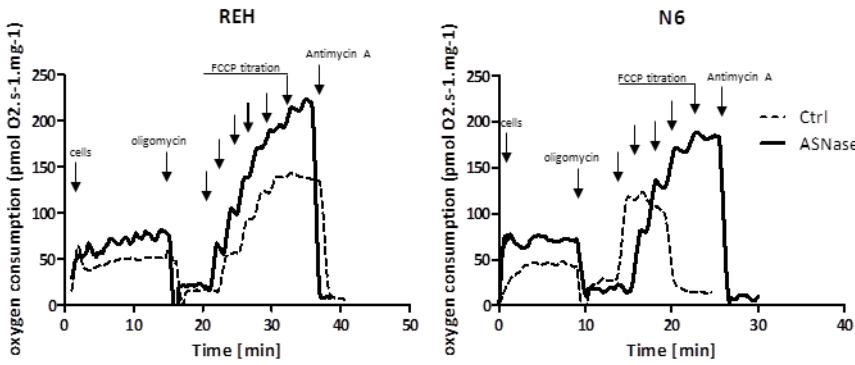 REH
oxygen consumption (pmol O2.s-1.mg-1)
250
200
150
100
50
0
0
10
20
30
40
50
Time [min]
cells
oligomycin
FCCP titration
Antimycin A
N6
oxygen consumption (pmol O2.s-1.mg-1)
250
200
150
100
50
0
0
10
20
30
40
Time [min]
cells
oligomycin
FCCP titration
Antimycin A
Ctrl
ASNase